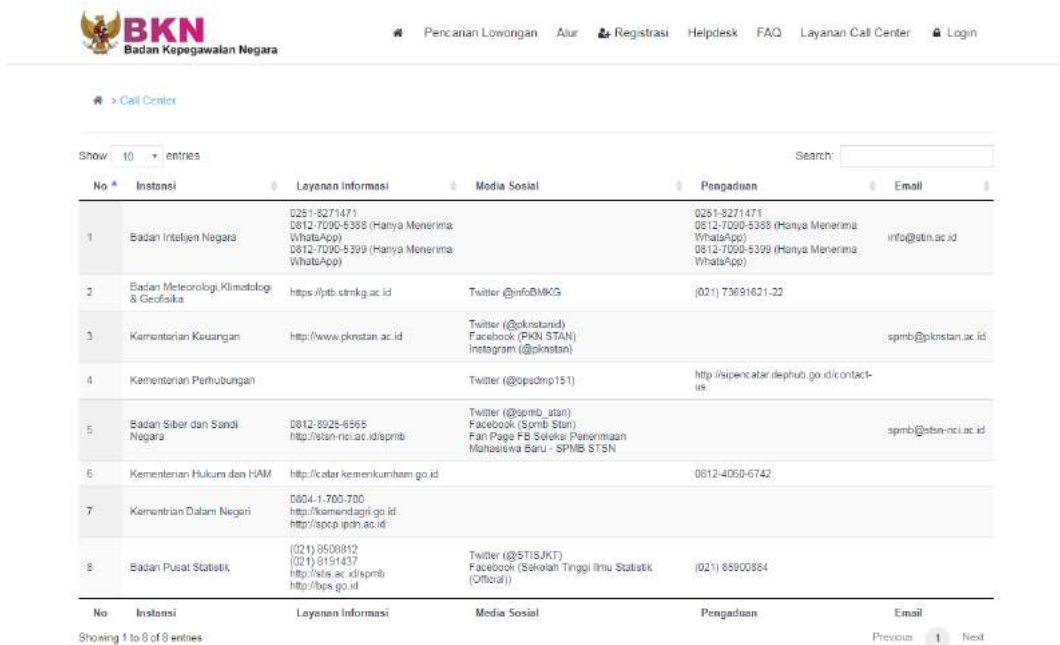 BKN
Badan Kepegawaian Negara
Pencarian Lowongan Alur Registrasi Helpdesk FAQ Layanan Call Center Login
> Call Center
Show 10 entries Search:
No Instansi Layanan Informasi Media Sosial Pengaduan Email
1 Badan Intelijen Negara
0251-8271471
0812-7090-5388 (Hanya Menerima
WhatsApp)
0812-7090-5399 (Hanya Menerima
WhatsApp)
0251-8271471
0812-7090-5388 (Hanya Menerima
WhatsApp)
0812-7090-5399 (Hanya Menerima
WhatsApp)
info@stin.ac.id
2 Badan Meteorologi,Klimatologi
& Geofisika
https://ptb.stmkg.ac.id
Twitter @infoBMKG
(021) 73691621-22
3 Kementerian Keuangan
http://www.pknstan.ac.id
Twitter (@pknstanid)
Facebook (PKN STAN)
Instagram (@pknstan)
spmb@pknstan.ac.id
4 Kementerian Perhubungan
Twitter (@bpsdmp151)
http://sipencatar.dephub.go.id/contact-
us
5 Badan Siber dan Sandi
Negara
0812-8925-6565
http://stsn-nci.ac.id/spmb
Twitter (@spmb_stsn)
Facebook (Spmb Stsn)
Fan Page FB Seleksi Penerimaan
Mahasiswa Baru - SPMB STSN
spmb@stsn-nci.ac.id
6 Kementerian Hukum dan HAM
http://catar.kemenkumham.go.id
0812-4060-6742
7 Kementrian Dalam Negeri
0804-1-700-700
http://kemendagri.go.id
http://spcp.ipdn.ac.id
8 Badan Pusat Statistik
(021) 8508812
(021) 8191437
http://stis.ac.id/spmb
http://bps.go.id
Twitter (@STISJKT)
Facebook (Sekolah Tinggi Ilmu Statistik
(Official))
(021) 85900884
No Instansi Layanan Informasi Media Sosial Pengaduan Email
Showing 1 to 8 of 8 entries Previous 1 Next